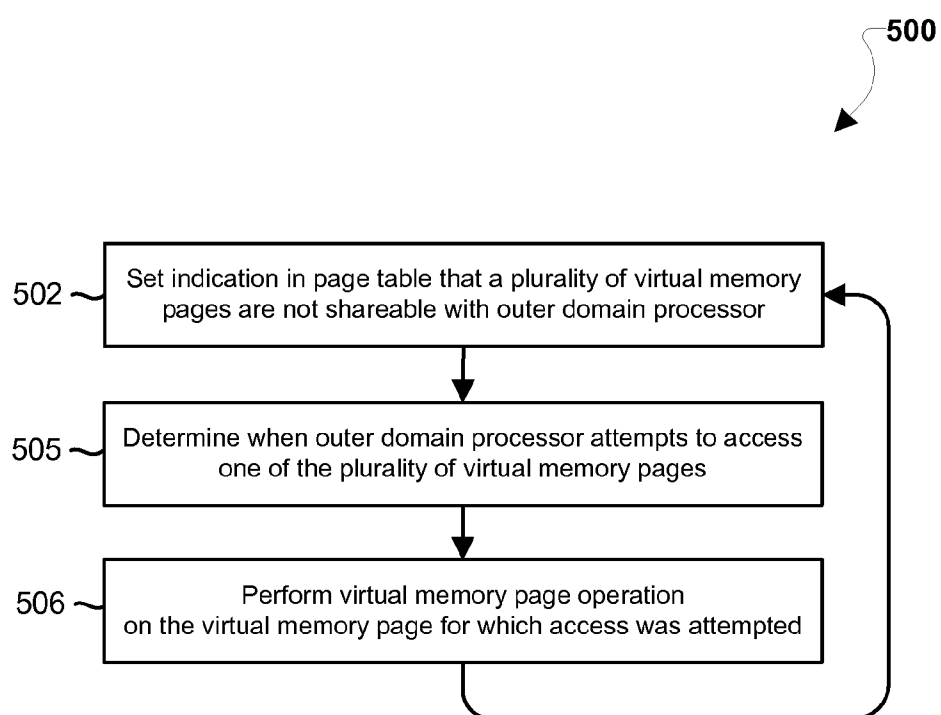 500
502
Set indication in page table that a plurality of virtual memory
pages are not shareable with outer domain processor
505
Determine when outer domain processor attempts to access
one of the plurality of virtual memory pages
506
Perform virtual memory page operation
on the virtual memory page for which access was attempted